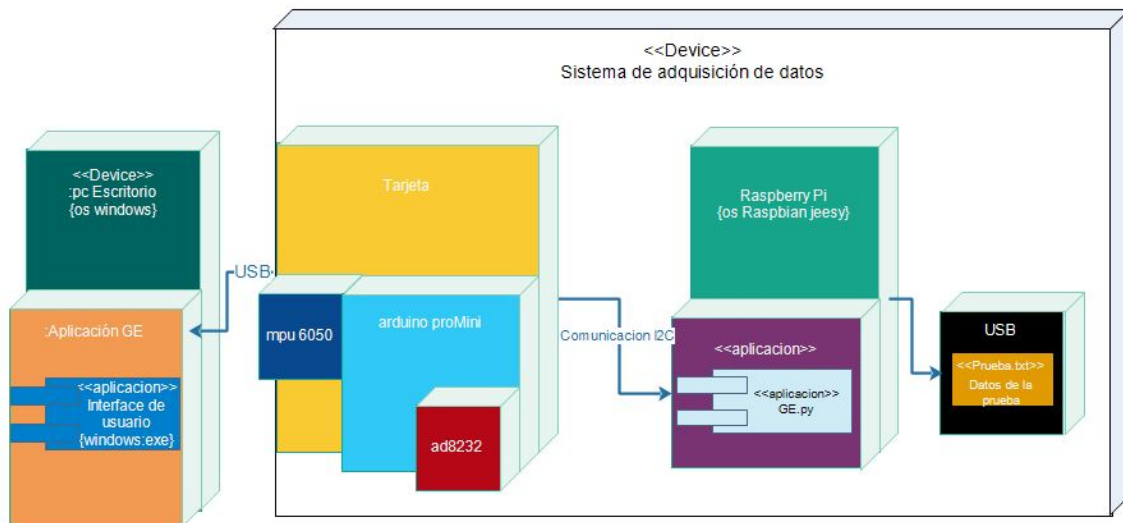 <<Device>>
Sistema de adquisición de datos
<<Device>>
:pc Escritorio
{os windows}
Tarjeta
Raspberry Pi
{os Raspbian jeesy}
USB
:Aplicación GE
<<aplicacion>>
Interface de
usuario
{windows:exe}
mpu 6050
arduino proMini
ad8232
Comunicacion I2C
<<aplicacion>>
<<aplicacion>>
GE.py
USB
<<Prueba.txt>>
Datos de la
prueba